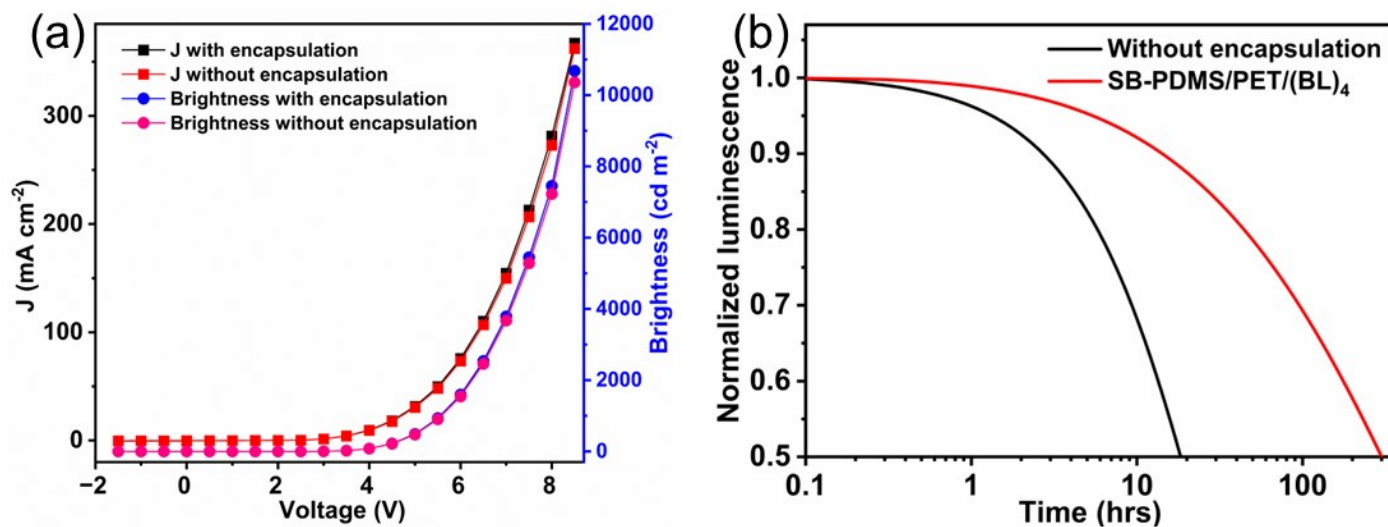 (a)
J with encapsulation
J without encapsulation
Brightness with encapsulation
Brightness without encapsulation
J (mA cm-2)
300
200
100
0
−2
0
2
4
6
8
Voltage (V)
12000
10000
8000
6000
4000
2000
0
Brightness (cd m-2)
(b)
Without encapsulation
SB-PDMS/PET/(BL)4
Normalized luminescence
1.0
0.9
0.8
0.7
0.6
0.5
0.1
1
10
100
Time (hrs)